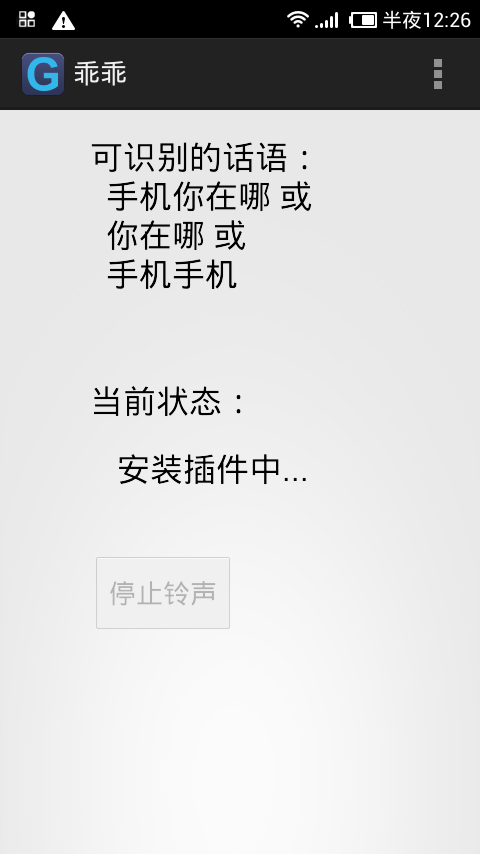 半夜12:26
G 乖乖
可识别的话语：
手机你在哪 或
你在哪 或
手机手机
当前状态：
安装插件中...
停止铃声